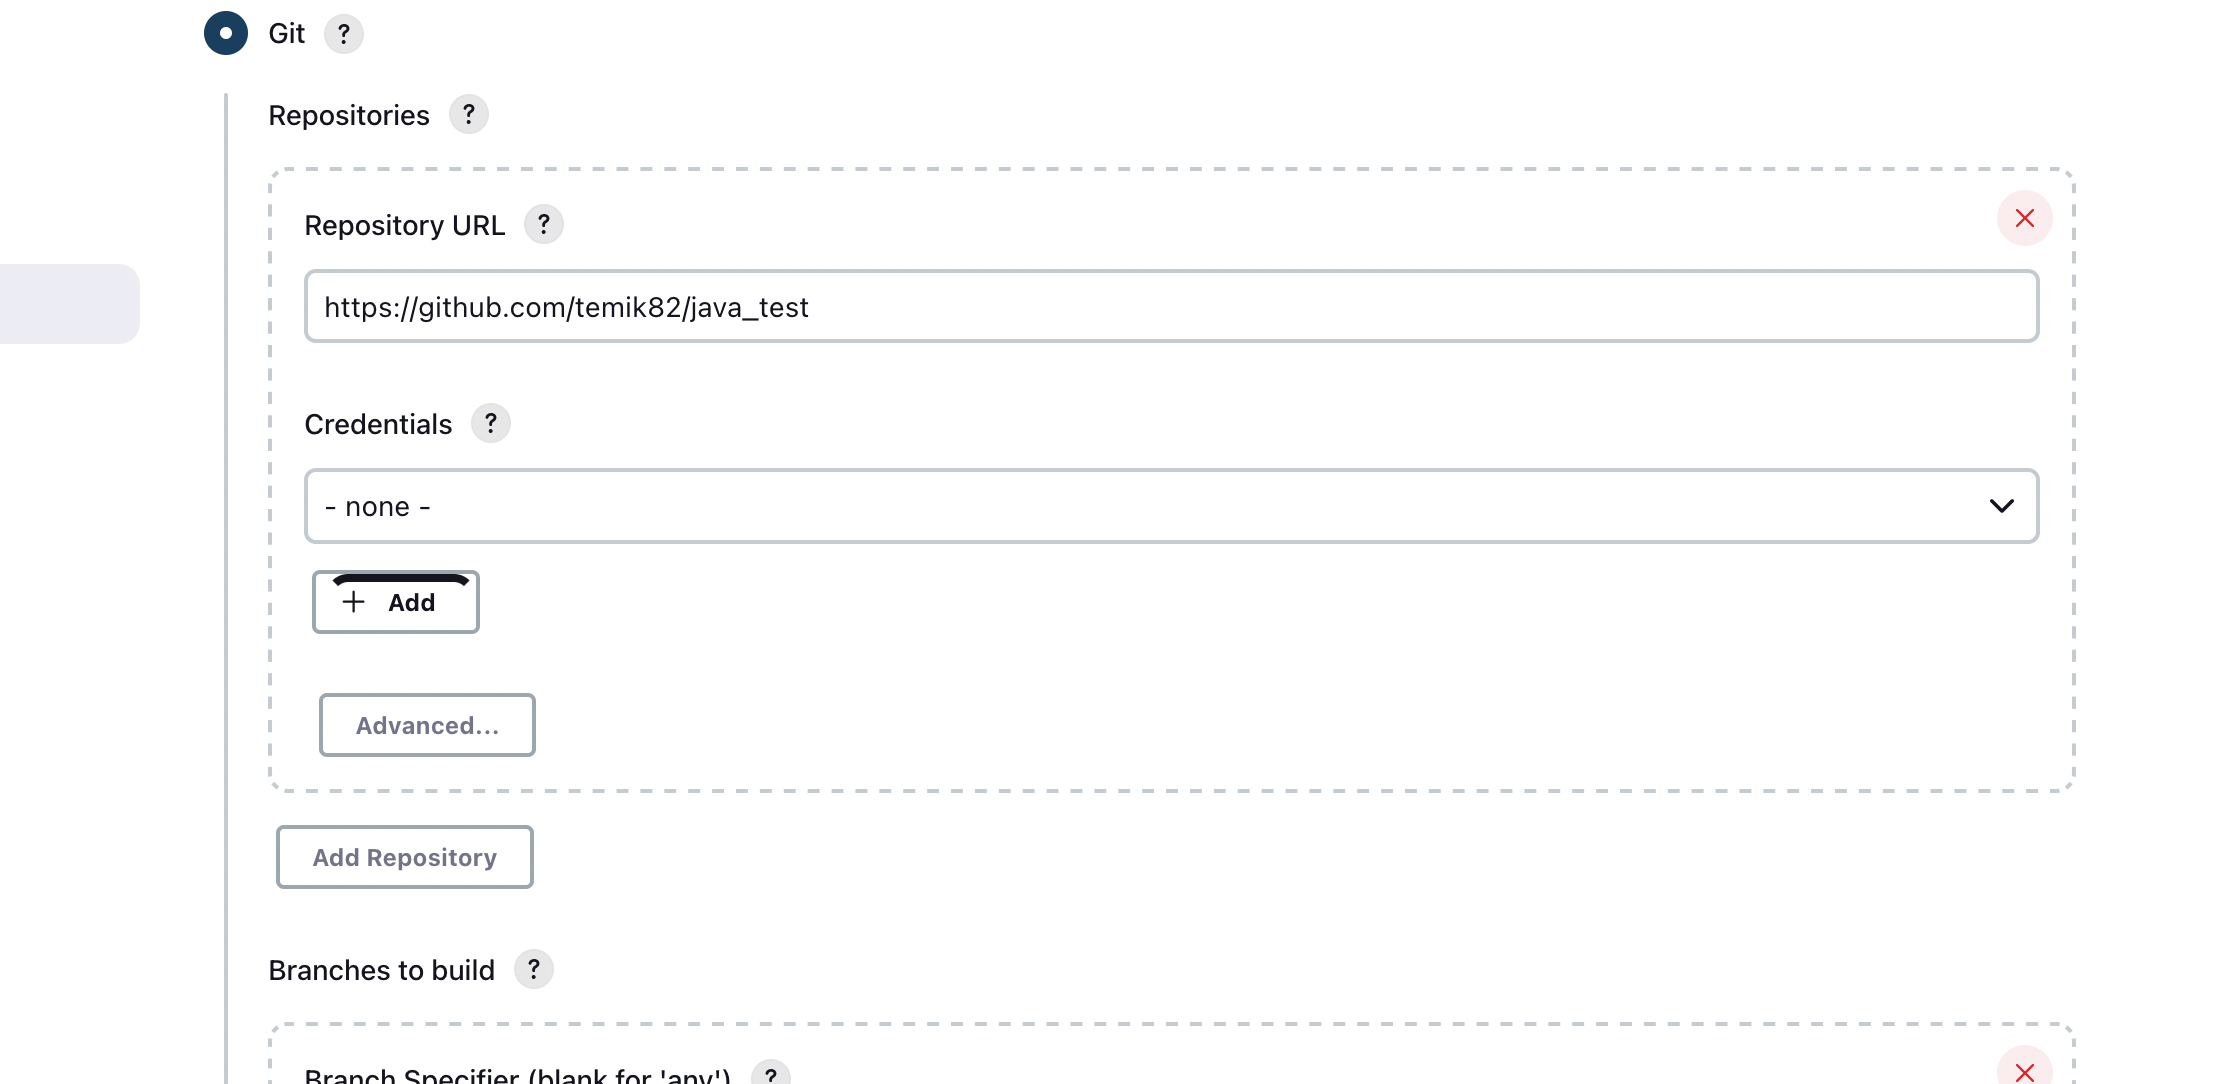 Git ?
Repositories ?
Repository URL ?
https://github.com/temik82/java_test
Credentials ?
- none -
Add
Advanced...
Add Repository
Branches to build ?
Branch Specifier (blank for 'any') ?